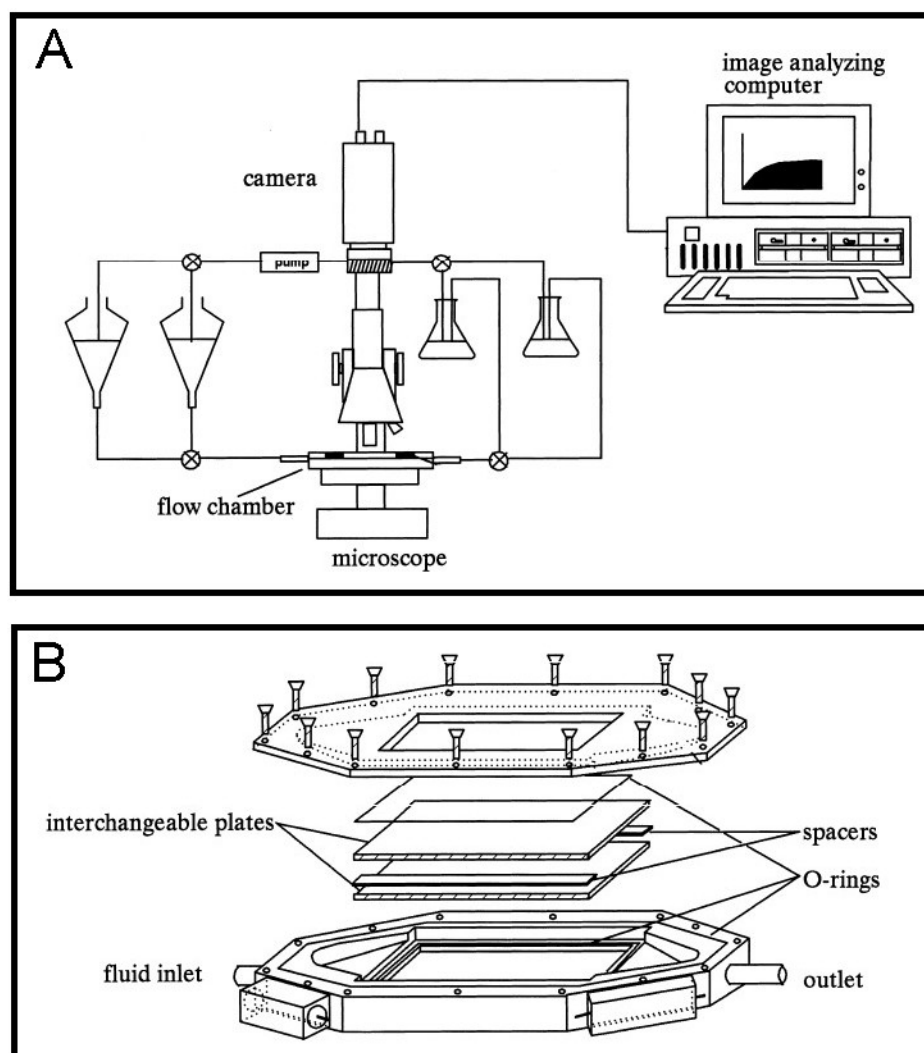 A
image analyzing
computer
camera
pump
flow chamber
microscope
B
interchangeable plates
spacers
O-rings
fluid inlet
outlet